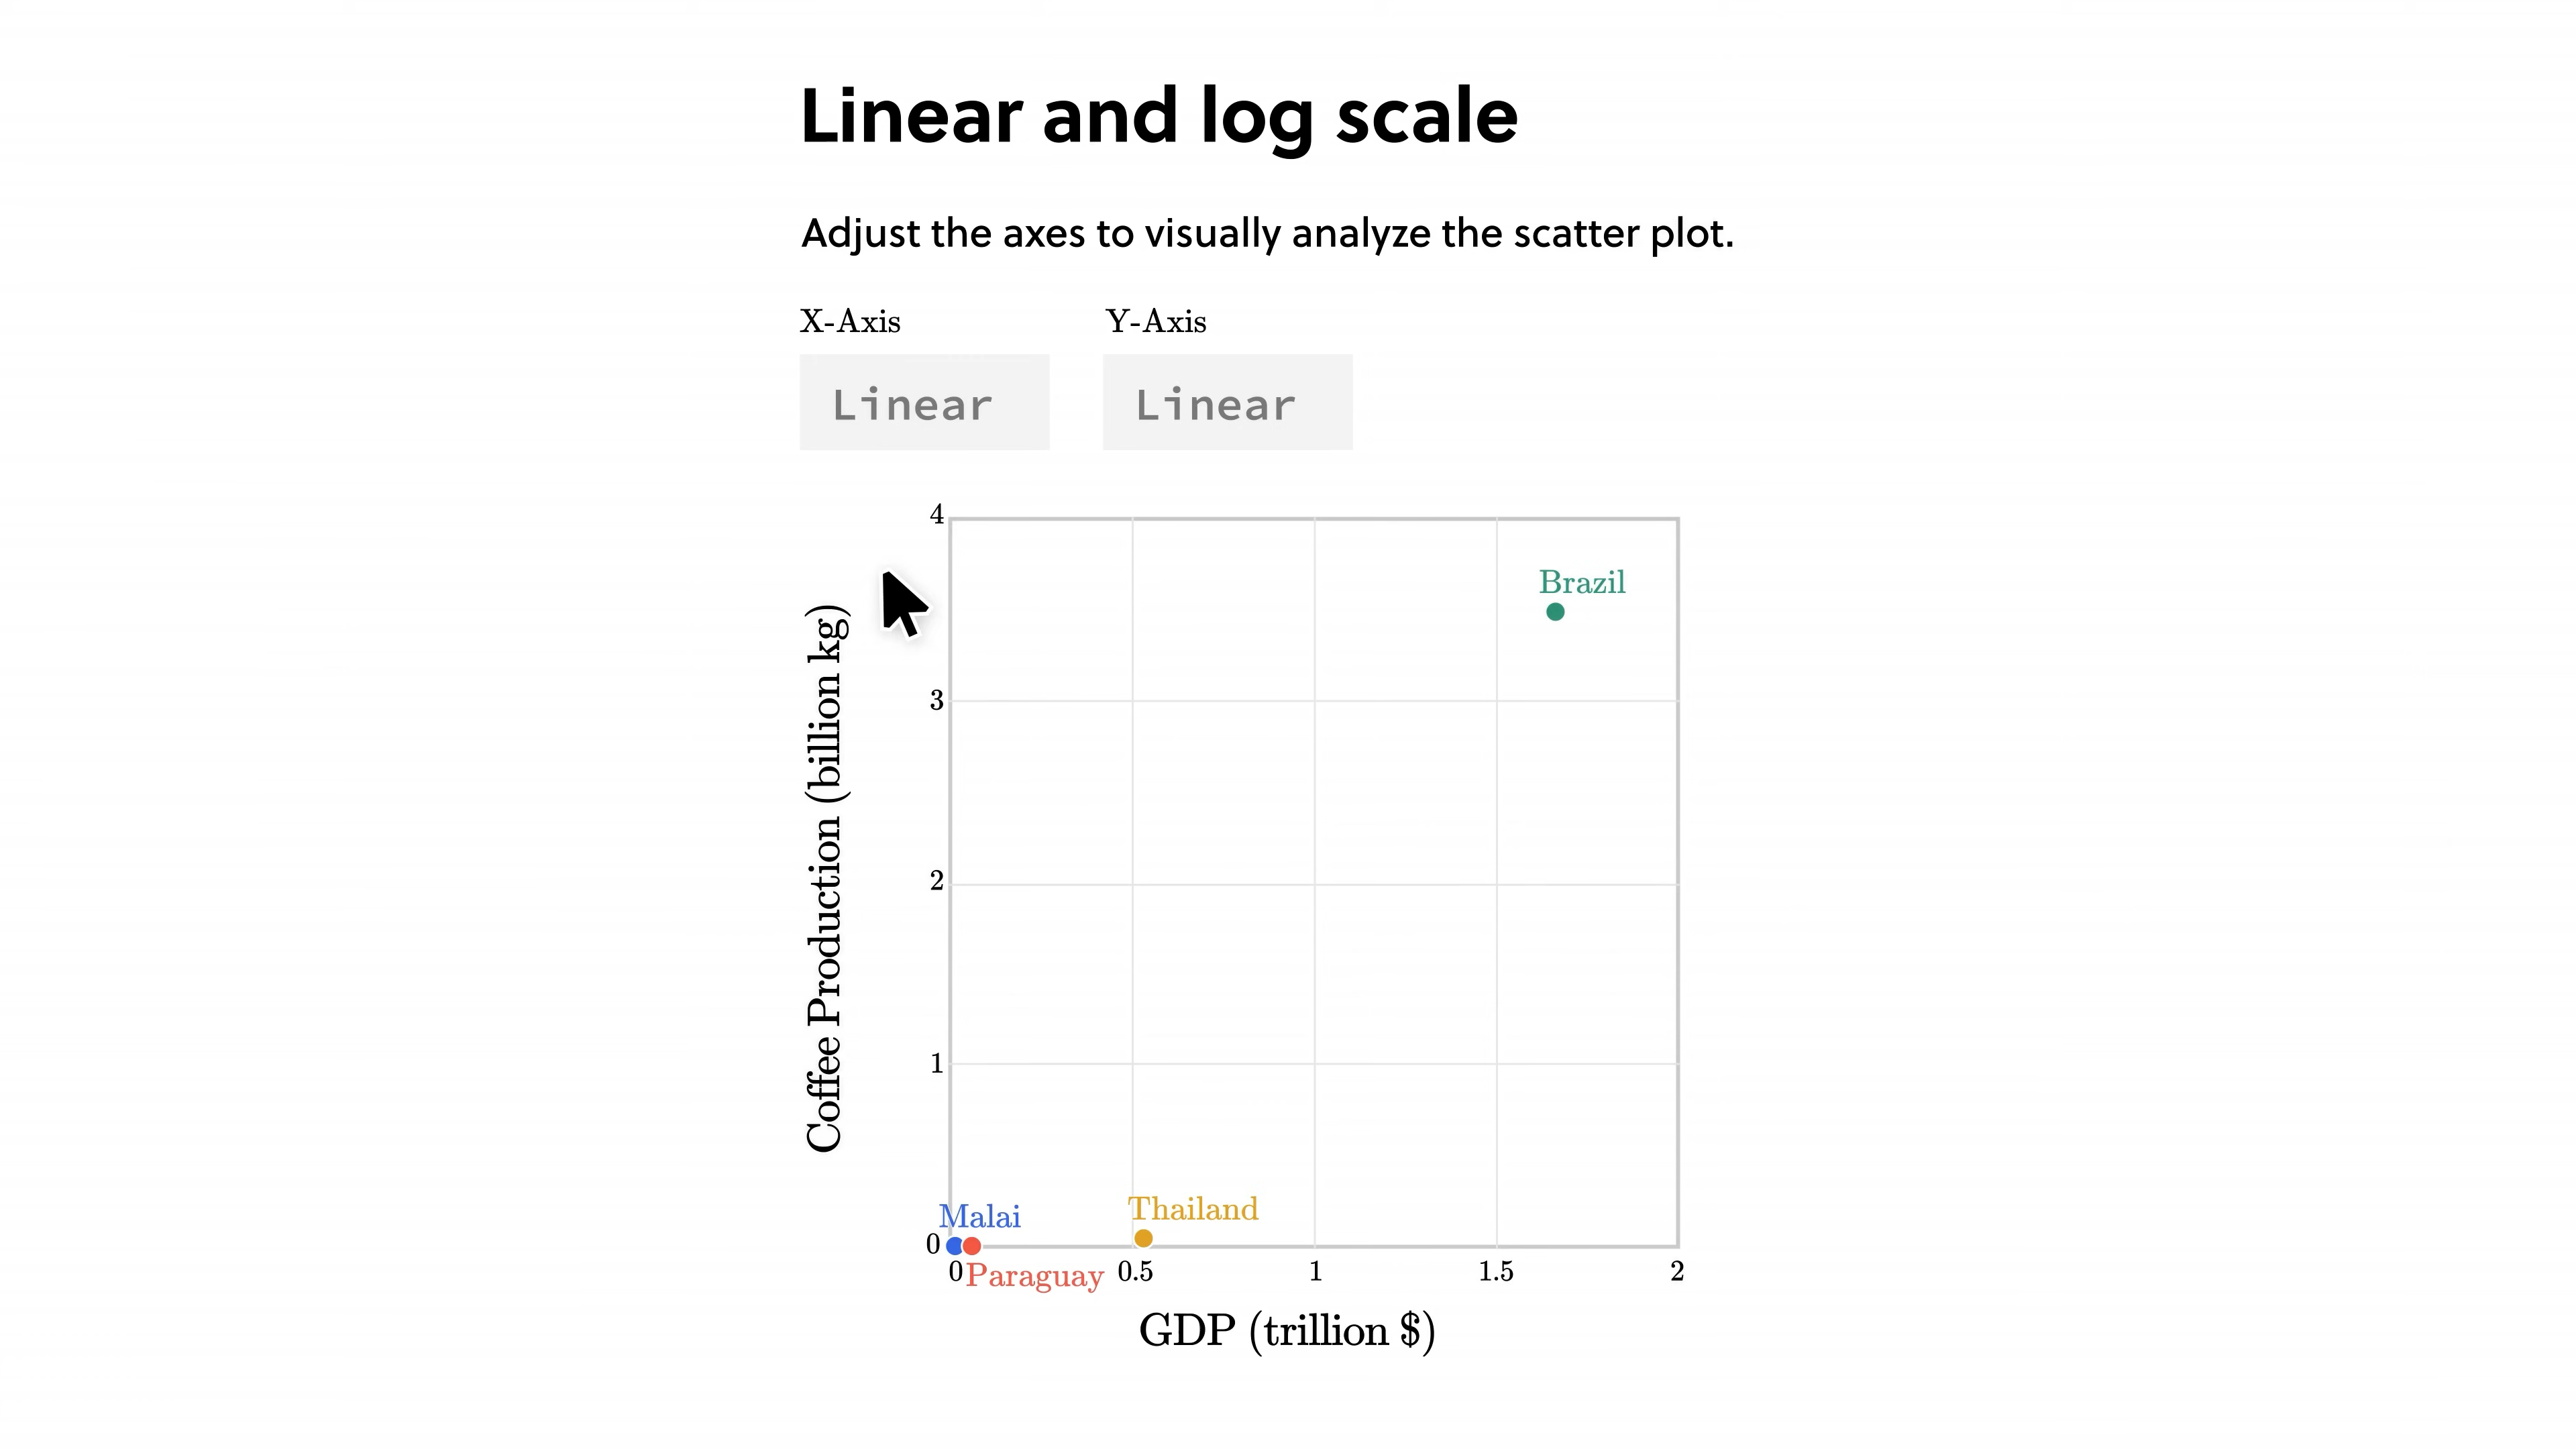 Linear and log scale
Adjust the axes to visually analyze the scatter plot.
X-Axis Y-Axis
Linear Linear
4
Brazil
3
Coffee Production (billion kg)
2
1
Malai Thailand
0
0 Paraguay 0.5 1 1.5 2
GDP (trillion $)